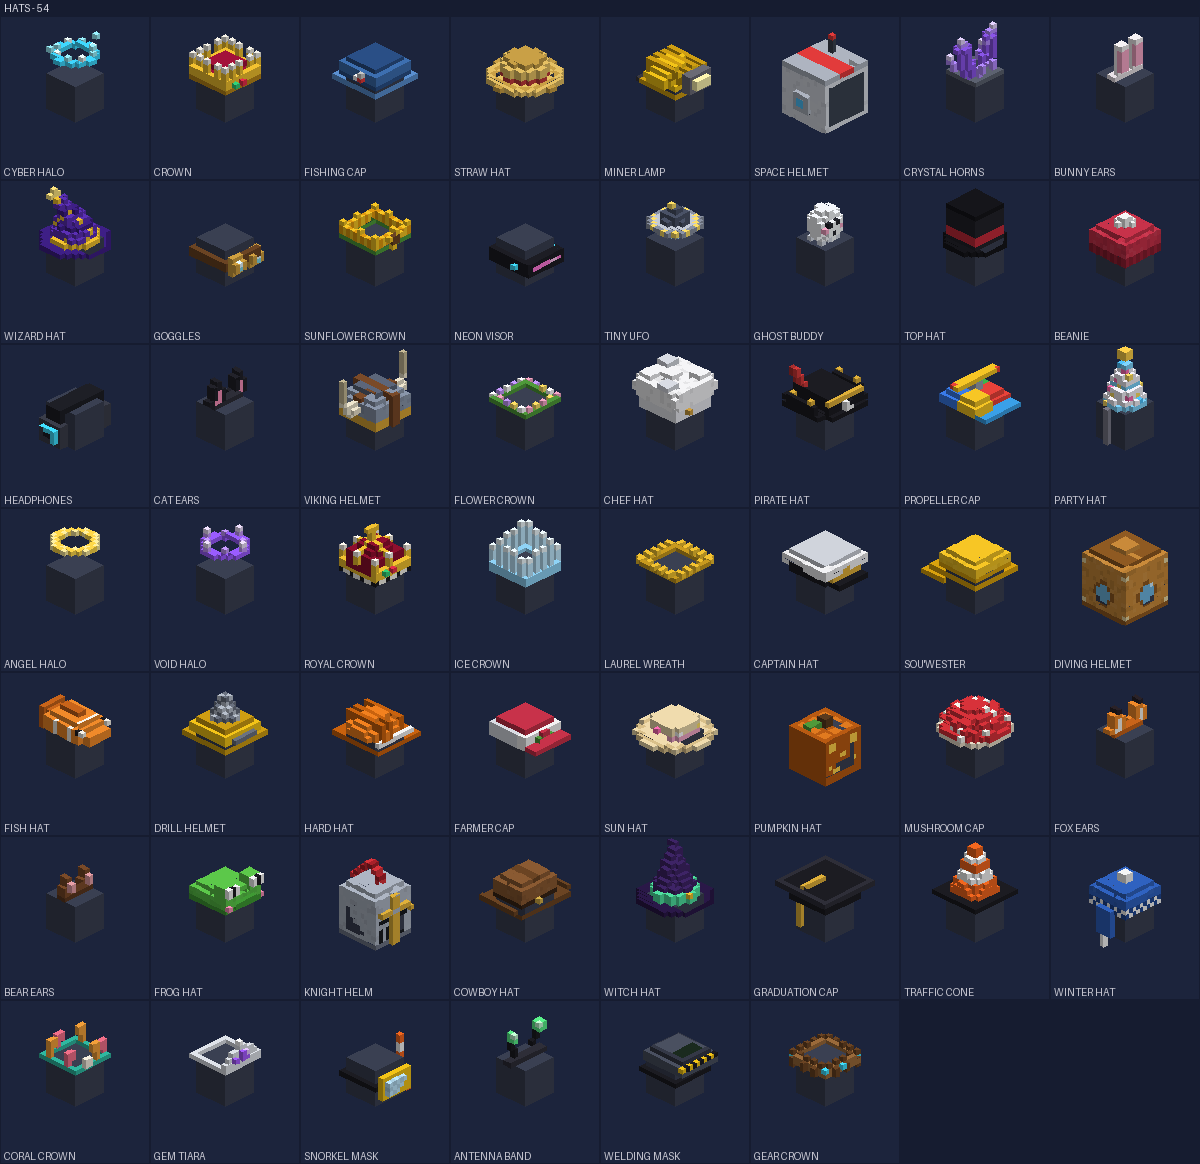 HATS - 54
CYBER HALO
CROWN
FISHING CAP
STRAW HAT
MINER LAMP
SPACE HELMET
CRYSTAL HORNS
BUNNY EARS
WIZARD HAT
GOGGLES
SUNFLOWER CROWN
NEON VISOR
TINY UFO
GHOST BUDDY
TOP HAT
BEANIE
HEADPHONES
CAT EARS
VIKING HELMET
FLOWER CROWN
CHEF HAT
PIRATE HAT
PROPELLER CAP
PARTY HAT
ANGEL HALO
VOID HALO
ROYAL CROWN
ICE CROWN
LAUREL WREATH
CAPTAIN HAT
SOU'WESTER
DIVING HELMET
FISH HAT
DRILL HELMET
HARD HAT
FARMER CAP
SUN HAT
PUMPKIN HAT
MUSHROOM CAP
FOX EARS
BEAR EARS
FROG HAT
KNIGHT HELM
COWBOY HAT
WITCH HAT
GRADUATION CAP
TRAFFIC CONE
WINTER HAT
CORAL CROWN
GEM TIARA
SNORKEL MASK
ANTENNA BAND
WELDING MASK
GEAR CROWN